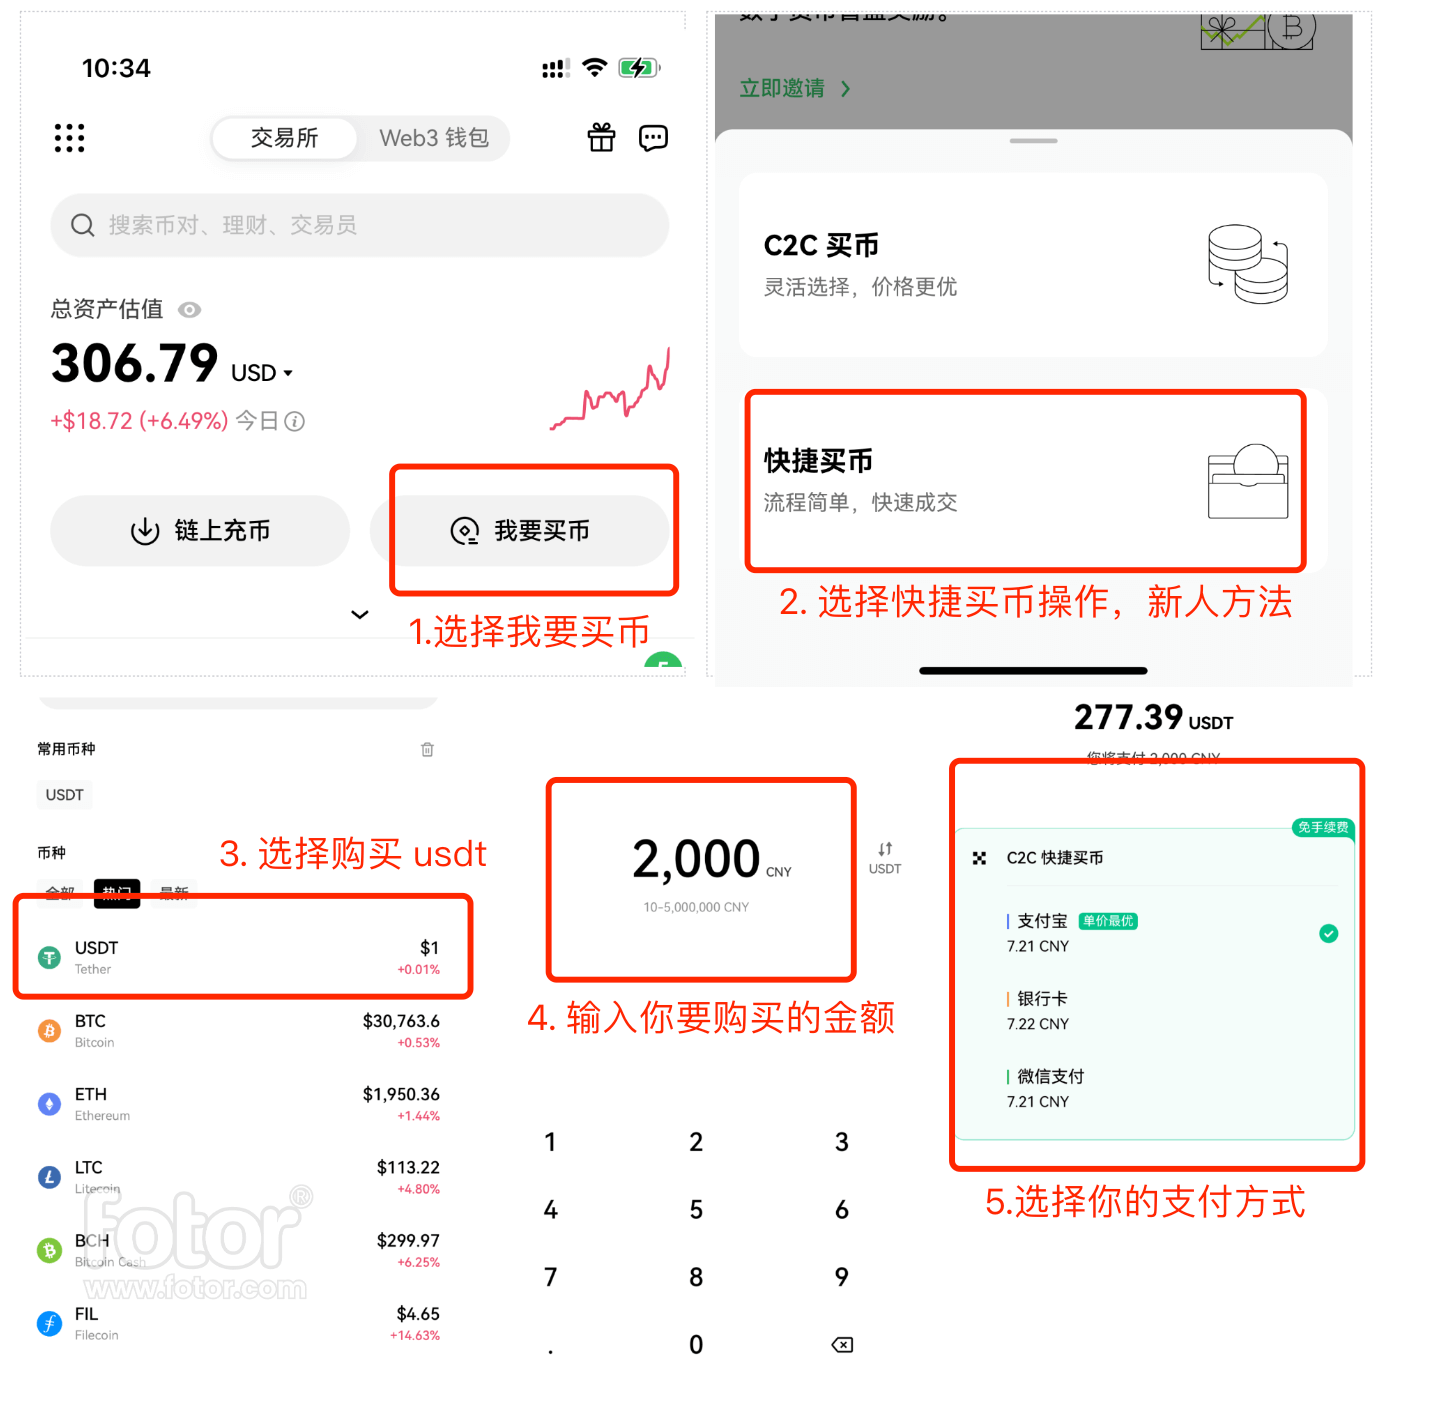 10:34
交易所
Web3 钱包
搜索币对、理财、交易员
总资产估值
306.79 USD
+$18.72 (+6.49%) 今日
链上充币
我要买币
1.选择我要买币
立即邀请
C2C 买币
灵活选择，价格更优
快捷买币
流程简单，快速成交
2. 选择快捷买币操作，新人方法
常用币种
USDT
币种
3. 选择购买 usdt
全部
热门
最新
USDT
$1
Tether
+0.01%
BTC
$30,763.6
Bitcoin
+0.53%
ETH
$1,950.36
Ethereum
+1.44%
LTC
$113.22
Litecoin
+4.80%
BCH
$299.97
Bitcoin Cash
+6.25%
FIL
$4.65
Filecoin
+14.63%
fotor®
www.fotor.com
2,000 CNY
10-5,000,000 CNY
USDT
4. 输入你要购买的金额
1 2 3
4 5 6
7 8 9
. 0
277.39 USDT
您将支付 2,000 CNY
免手续费
C2C 快捷买币
支付宝 单价最优
7.21 CNY
银行卡
7.22 CNY
微信支付
7.21 CNY
5.选择你的支付方式